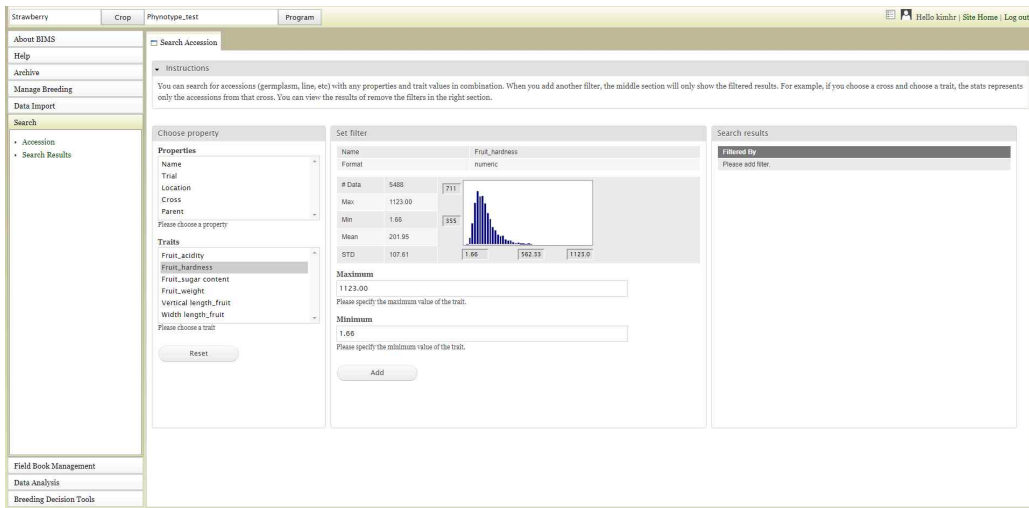 Strawberry Crop Phynotype_test Program Hello kimhr | Site Home | Log out
About BIMS
Help
Archive
Manage Breeding
Data Import
Search
• Accession
• Search Results
Field Book Management
Data Analysis
Breeding Decision Tools
Search Accession
Instructions
You can search for accessions (germplasm, line, etc) with any properties and trait values in combination. When you add another filter, the middle section will only show the filtered results. For example, if you choose a cross and choose a trait, the stats represents
only the accessions from that cross. You can view the results of remove the filters in the right section.
Choose property
Properties
Name
Trial
Location
Cross
Parent
Please choose a property
Traits
Fruit_acidity
Fruit_hardness
Fruit_sugar content
Fruit_weight
Vertical length_fruit
Width length_fruit
Please choose a trait
Reset
Set filter
Name Fruit_hardness
Format numeric
# Data 5488
Max 1123.00
Min 1.66
Mean 201.95
STD 107.61
711
355
1.66 562.33 1123.0
Maximum
1123.00
Please specify the maximum value of the trait.
Minimum
1.66
Please specify the minimum value of the trait.
Add
Search results
Filtered By
Please add filter.